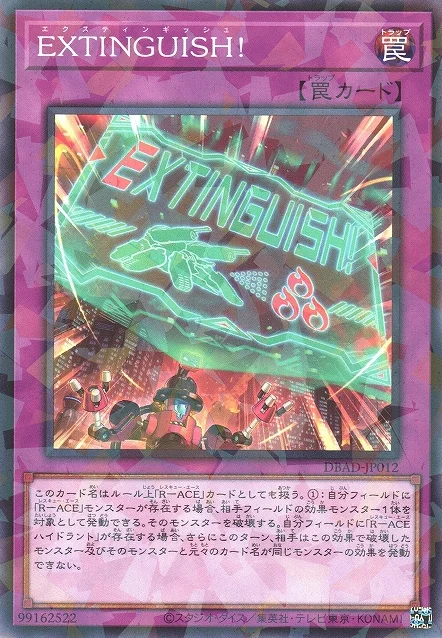 エクスティンギッシュ
EXTINGUISH!
トラップ
罠
トラップ
【罠カード】
EXTINGUISH!
DBAD-JP012
このカード名はルール上「R-ACE」カードとしても扱う。①:自分フィールドに
「R-ACE」モンスターが存在する場合、相手フィールドの効果モンスター1体を
対象として発動できる。そのモンスターを破壊する。自分フィールドに「R-ACE
ハイドラント」が存在する場合、さらにこのターン、相手はこの効果で破壊した
モンスター及びそのモンスターと元々のカード名が同じモンスターの効果を発動
できない。
99162522
©スタジオ・ダイス/集英社・テレビ東京・KONAMI